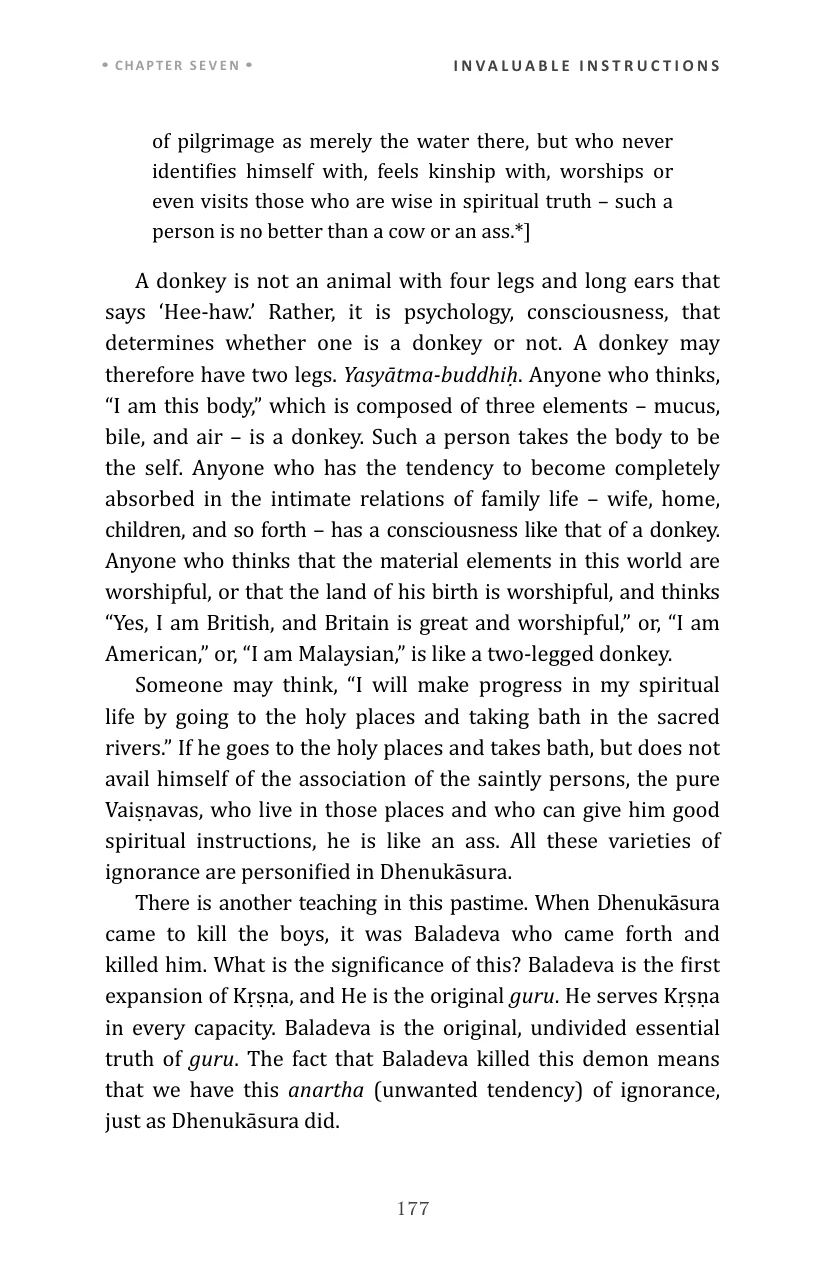 • CHAPTER SEVEN • INVALUABLE INSTRUCTIONS
of pilgrimage as merely the water there, but who never
identifies himself with, feels kinship with, worships or
even visits those who are wise in spiritual truth – such a
person is no better than a cow or an ass.*]
A donkey is not an animal with four legs and long ears that
says ‘Hee-haw.’ Rather, it is psychology, consciousness, that
determines whether one is a donkey or not. A donkey may
therefore have two legs. Yasyātma-buddhiḥ. Anyone who thinks,
“I am this body,” which is composed of three elements – mucus,
bile, and air – is a donkey. Such a person takes the body to be
the self. Anyone who has the tendency to become completely
absorbed in the intimate relations of family life – wife, home,
children, and so forth – has a consciousness like that of a donkey.
Anyone who thinks that the material elements in this world are
worshipful, or that the land of his birth is worshipful, and thinks
“Yes, I am British, and Britain is great and worshipful,” or, “I am
American,” or, “I am Malaysian,” is like a two-legged donkey.
Someone may think, “I will make progress in my spiritual
life by going to the holy places and taking bath in the sacred
rivers.” If he goes to the holy places and takes bath, but does not
avail himself of the association of the saintly persons, the pure
Vaiṣṇavas, who live in those places and who can give him good
spiritual instructions, he is like an ass. All these varieties of
ignorance are personified in Dhenukāsura.
There is another teaching in this pastime. When Dhenukāsura
came to kill the boys, it was Baladeva who came forth and
killed him. What is the significance of this? Baladeva is the first
expansion of Kṛṣṇa, and He is the original guru. He serves Kṛṣṇa
in every capacity. Baladeva is the original, undivided essential
truth of guru. The fact that Baladeva killed this demon means
that we have this anartha (unwanted tendency) of ignorance,
just as Dhenukāsura did.
177